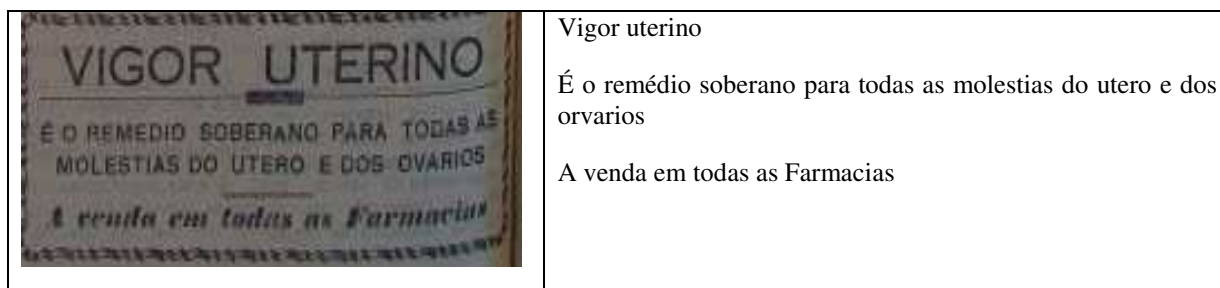 VIGOR UTERINO
É O REMEDIO SOBERANO PARA TODAS AS
MOLESTIAS DO UTERO E DOS OVARIOS
A venda em todas as Farmacias
Vigor uterino
É o remédio soberano para todas as molestias do utero e dos
orvarios
A venda em todas as Farmacias